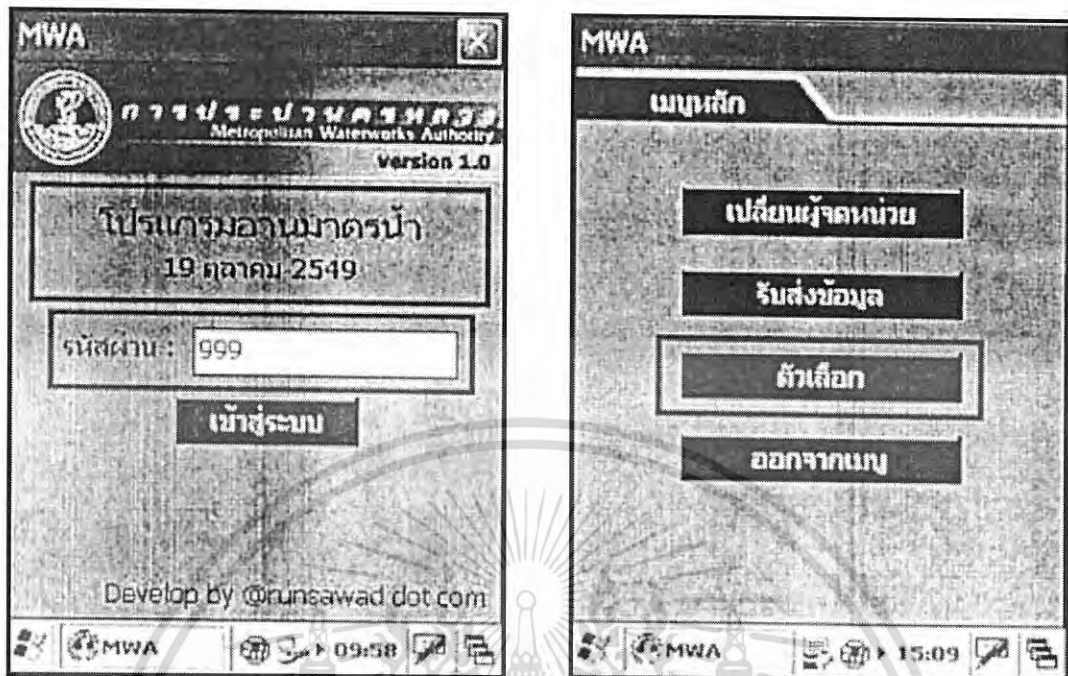 MWA
การประปานครหลวง
Metropolitan Waterworks Authority
version 1.0
โปรแกรมอ่านมาตรน้ำ
19 ตุลาคม 2549
รหัสผ่าน : 999
เข้าสู่ระบบ
Develop by @runsawad dot com
MWA 09:58
MWA
เมนูหลัก
เปลี่ยนผู้จดหน่วย
รับส่งข้อมูล
ตัวเลือก
ออกจากเมนู
MWA 15:09